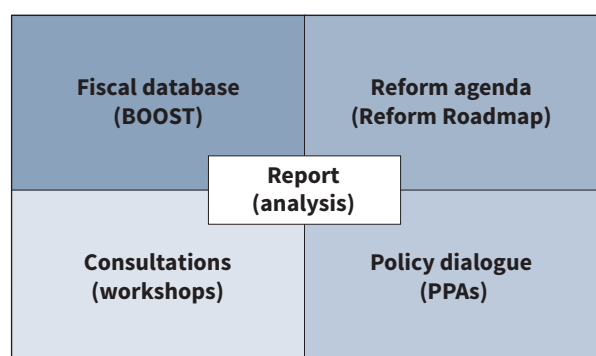 Fiscal database
(BOOST)
Reform agenda
(Reform Roadmap)
Report
(analysis)
Consultations
(workshops)
Policy dialogue
(PPAs)